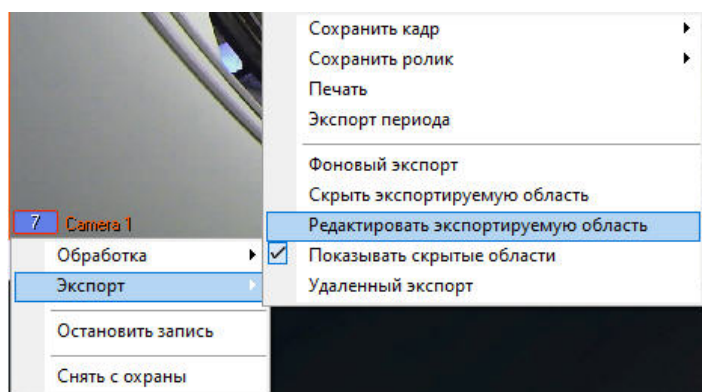 Сохранить кадр
Сохранить ролик
Печать
Экспорт периода
Фоновый экспорт
Скрыть экспортируемую область
Редактировать экспортируемую область
Показывать скрытые области
Удаленный экспорт
7 Camera 1
Обработка
Экспорт
Остановить запись
Снять с охраны